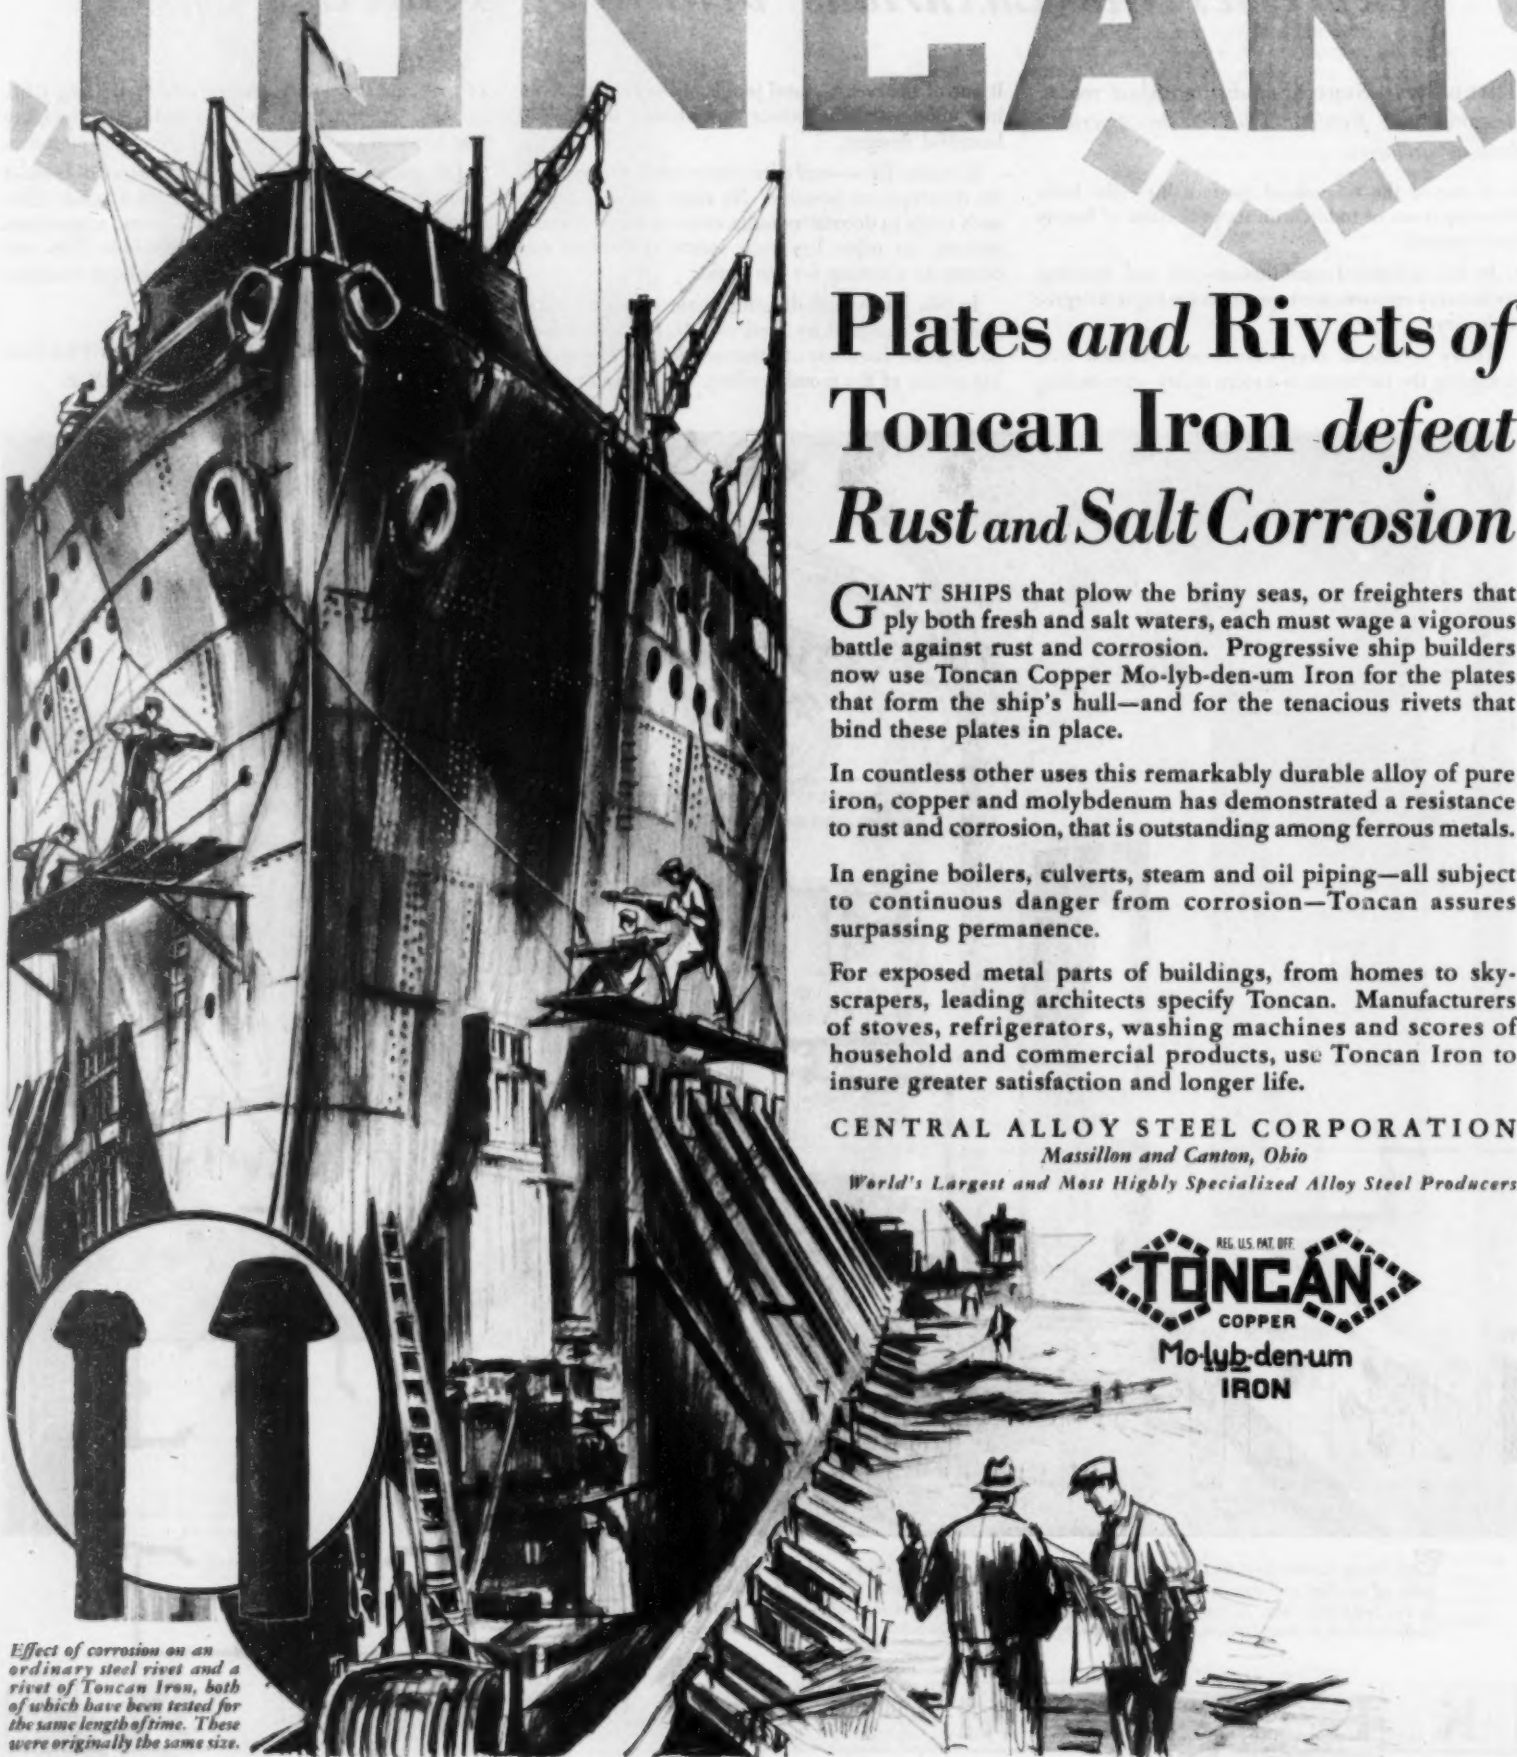 TONCAN
Plates and Rivets of
Toncan Iron defeat
Rust and Salt Corrosion
GIANT SHIPS that plow the briny seas, or freighters that
ply both fresh and salt waters, each must wage a vigorous
battle against rust and corrosion. Progressive ship builders
now use Toncan Copper Mo-lyb-den-um Iron for the plates
that form the ship's hull—and for the tenacious rivets that
bind these plates in place.
In countless other uses this remarkably durable alloy of pure
iron, copper and molybdenum has demonstrated a resistance
to rust and corrosion, that is outstanding among ferrous metals.
In engine boilers, culverts, steam and oil piping—all subject
to continuous danger from corrosion—Toncan assures
surpassing permanence.
For exposed metal parts of buildings, from homes to sky-
scrapers, leading architects specify Toncan. Manufacturers
of stoves, refrigerators, washing machines and scores of
household and commercial products, use Toncan Iron to
insure greater satisfaction and longer life.
CENTRAL ALLOY STEEL CORPORATION
Massillon and Canton, Ohio
World's Largest and Most Highly Specialized Alloy Steel Producers
REG. U.S. PAT. OFF.
TONCAN
COPPER
Mo-lyb-den-um
IRON
Effect of corrosion on an
ordinary steel rivet and a
rivet of Toncan Iron, both
of which have been tested for
the same length of time. These
were originally the same size.